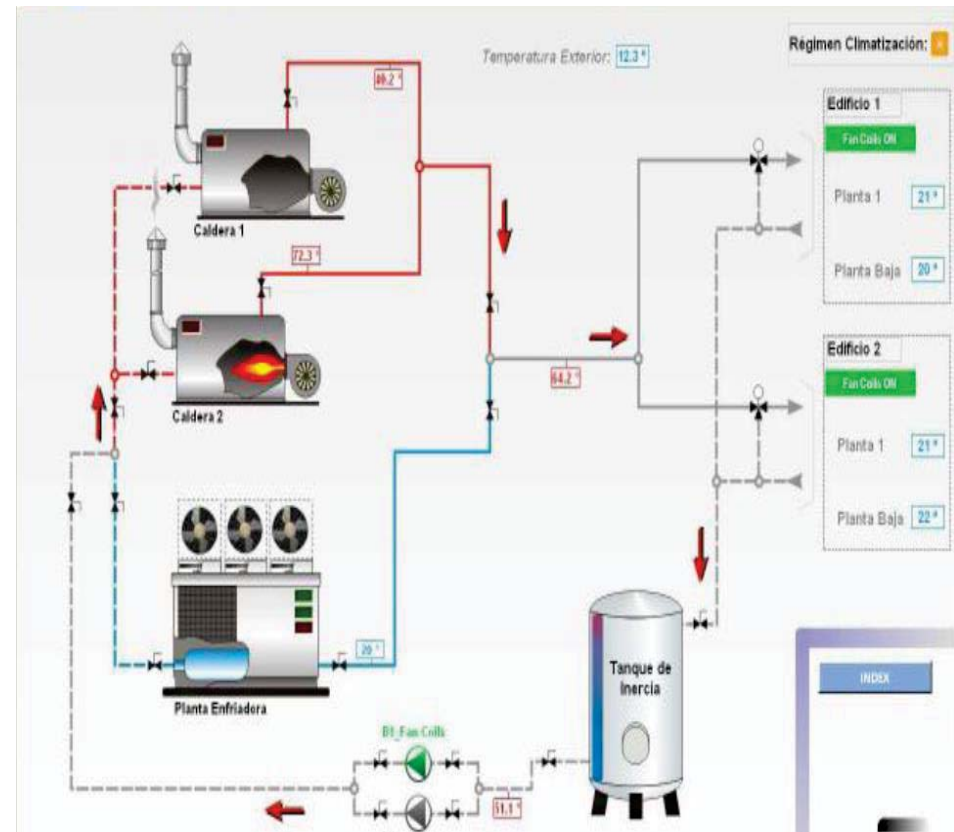 Temperatura Exterior: 12.3 °
Régimen Climatización:
Edificio 1
Fan Coils ON
Planta 1 21 °
Planta Baja 20 °
Caldera 1
72.3 °
Caldera 2
64.2 °
Edificio 2
Fan Coils ON
Planta 1 21 °
Planta Baja 22 °
20 °
Planta Enfriadora
Tanque de
Inercia
INDEX
B1_Fan Coils
51.1 °